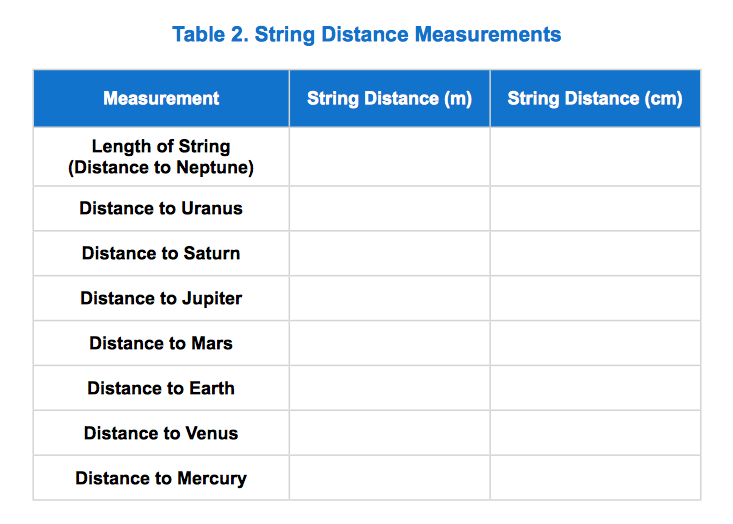 Table 2. String Distance Measurements
Measurement String Distance (m) String Distance (cm)
Length of String
(Distance to Neptune)
Distance to Uranus
Distance to Saturn
Distance to Jupiter
Distance to Mars
Distance to Earth
Distance to Venus
Distance to Mercury